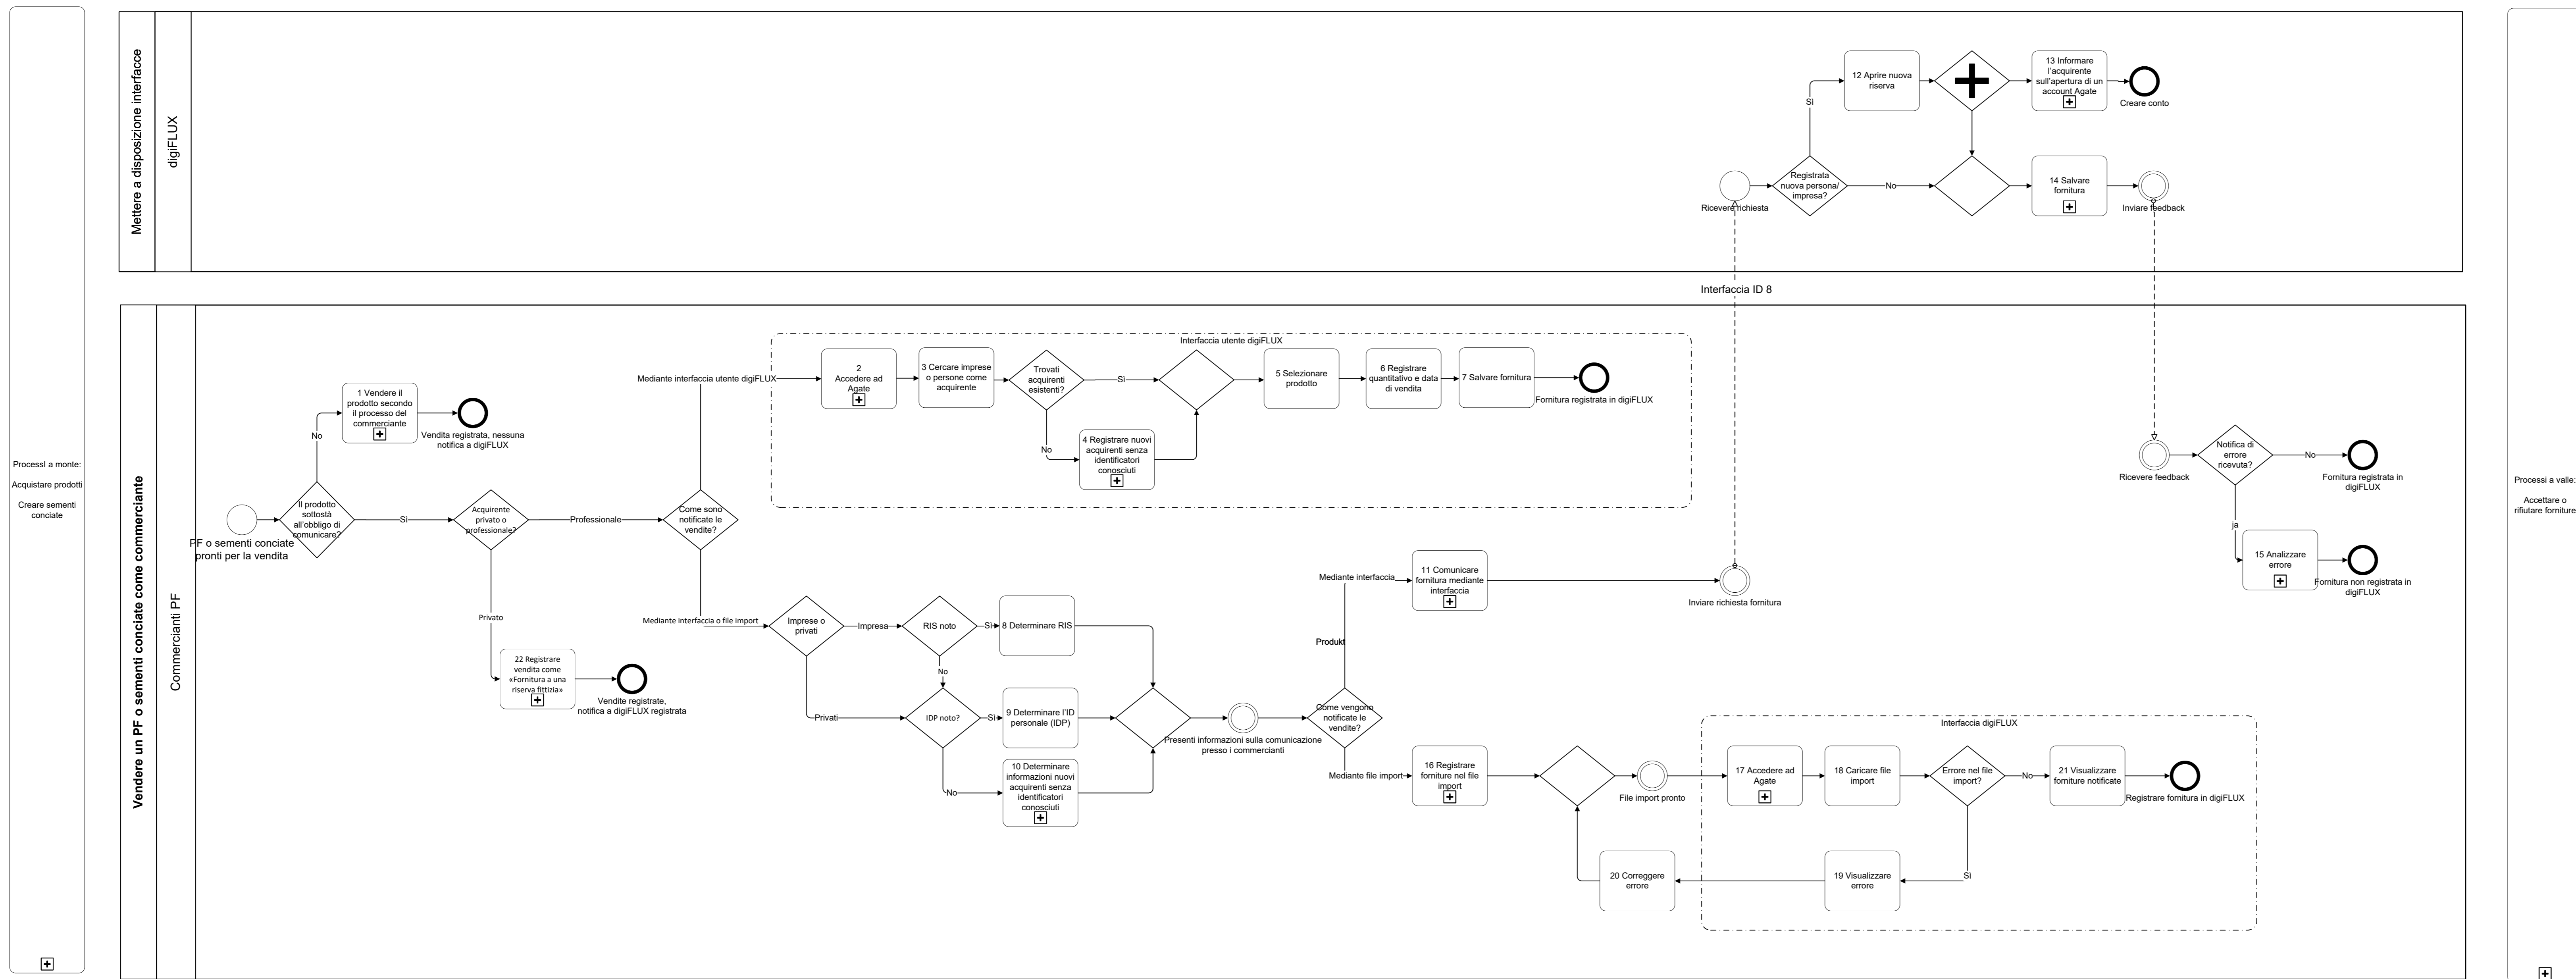 ProcessI a monte:
Acquistare prodotti
Creare sementi
conciate
Mettere a disposizione interfacce
digiFLUX
Ricevere richiesta
Registrata
nuova persona/
impresa?
Sì
No
12 Aprire nuova
riserva
13 Informare
l'acquirente
sull'apertura di un
account Agate
Creare conto
14 Salvare
fornitura
Inviare feedback
Interfaccia ID 8
Vendere un PF o sementi conciate come commerciante
Commercianti PF
PF o sementi conciate
pronti per la vendita
Il prodotto
sottostà
all'obbligo di
comunicare?
No
1 Vendere il
prodotto secondo
il processo del
commerciante
Vendita registrata, nessuna
notifica a digiFLUX
Sì
Acquirente
privato o
professionale?
Professionale
Privato
22 Registrare
vendita come
«Fornitura a una
riserva fittizia»
Vendite registrate,
notifica a digiFLUX registrata
Come sono
notificate le
vendite?
Mediante interfaccia utente digiFLUX
Interfaccia utente digiFLUX
2
Accedere ad
Agate
3 Cercare imprese
o persone come
acquirente
Trovati
acquirenti
esistenti?
Sì
No
4 Registrare nuovi
acquirenti senza
identificatori
conosciuti
5 Selezionare
prodotto
6 Registrare
quantitativo e data
di vendita
7 Salvare fornitura
Fornitura registrata in digiFLUX
Mediante interfaccia o file import
Imprese o
privati
Impresa
RIS noto
Sì
8 Determinare RIS
No
Privati
IDP noto?
Sì
9 Determinare l'ID
personale (IDP)
No
10 Determinare
informazioni nuovi
acquirenti senza
identificatori
conosciuti
Presenti informazioni sulla comunicazione
presso i commercianti
Come vengono
notificate le
vendite?
Produkt
Mediante interfaccia
11 Comunicare
fornitura mediante
interfaccia
Inviare richiesta fornitura
Mediante file import
16 Registrare
forniture nel file
import
File import pronto
Interfaccia digiFLUX
17 Accedere ad
Agate
18 Caricare file
import
Errore nel file
import?
No
21 Visualizzare
forniture notificate
Registrare fornitura in digiFLUX
Sì
19 Visualizzare
errore
20 Correggere
errore
Ricevere feedback
Notifica di
errore
ricevuta?
No
Fornitura registrata in
digiFLUX
ja
15 Analizzare
errore
Fornitura non registrata in
digiFLUX
Processi a valle:
Accettare o
rifiutare forniture